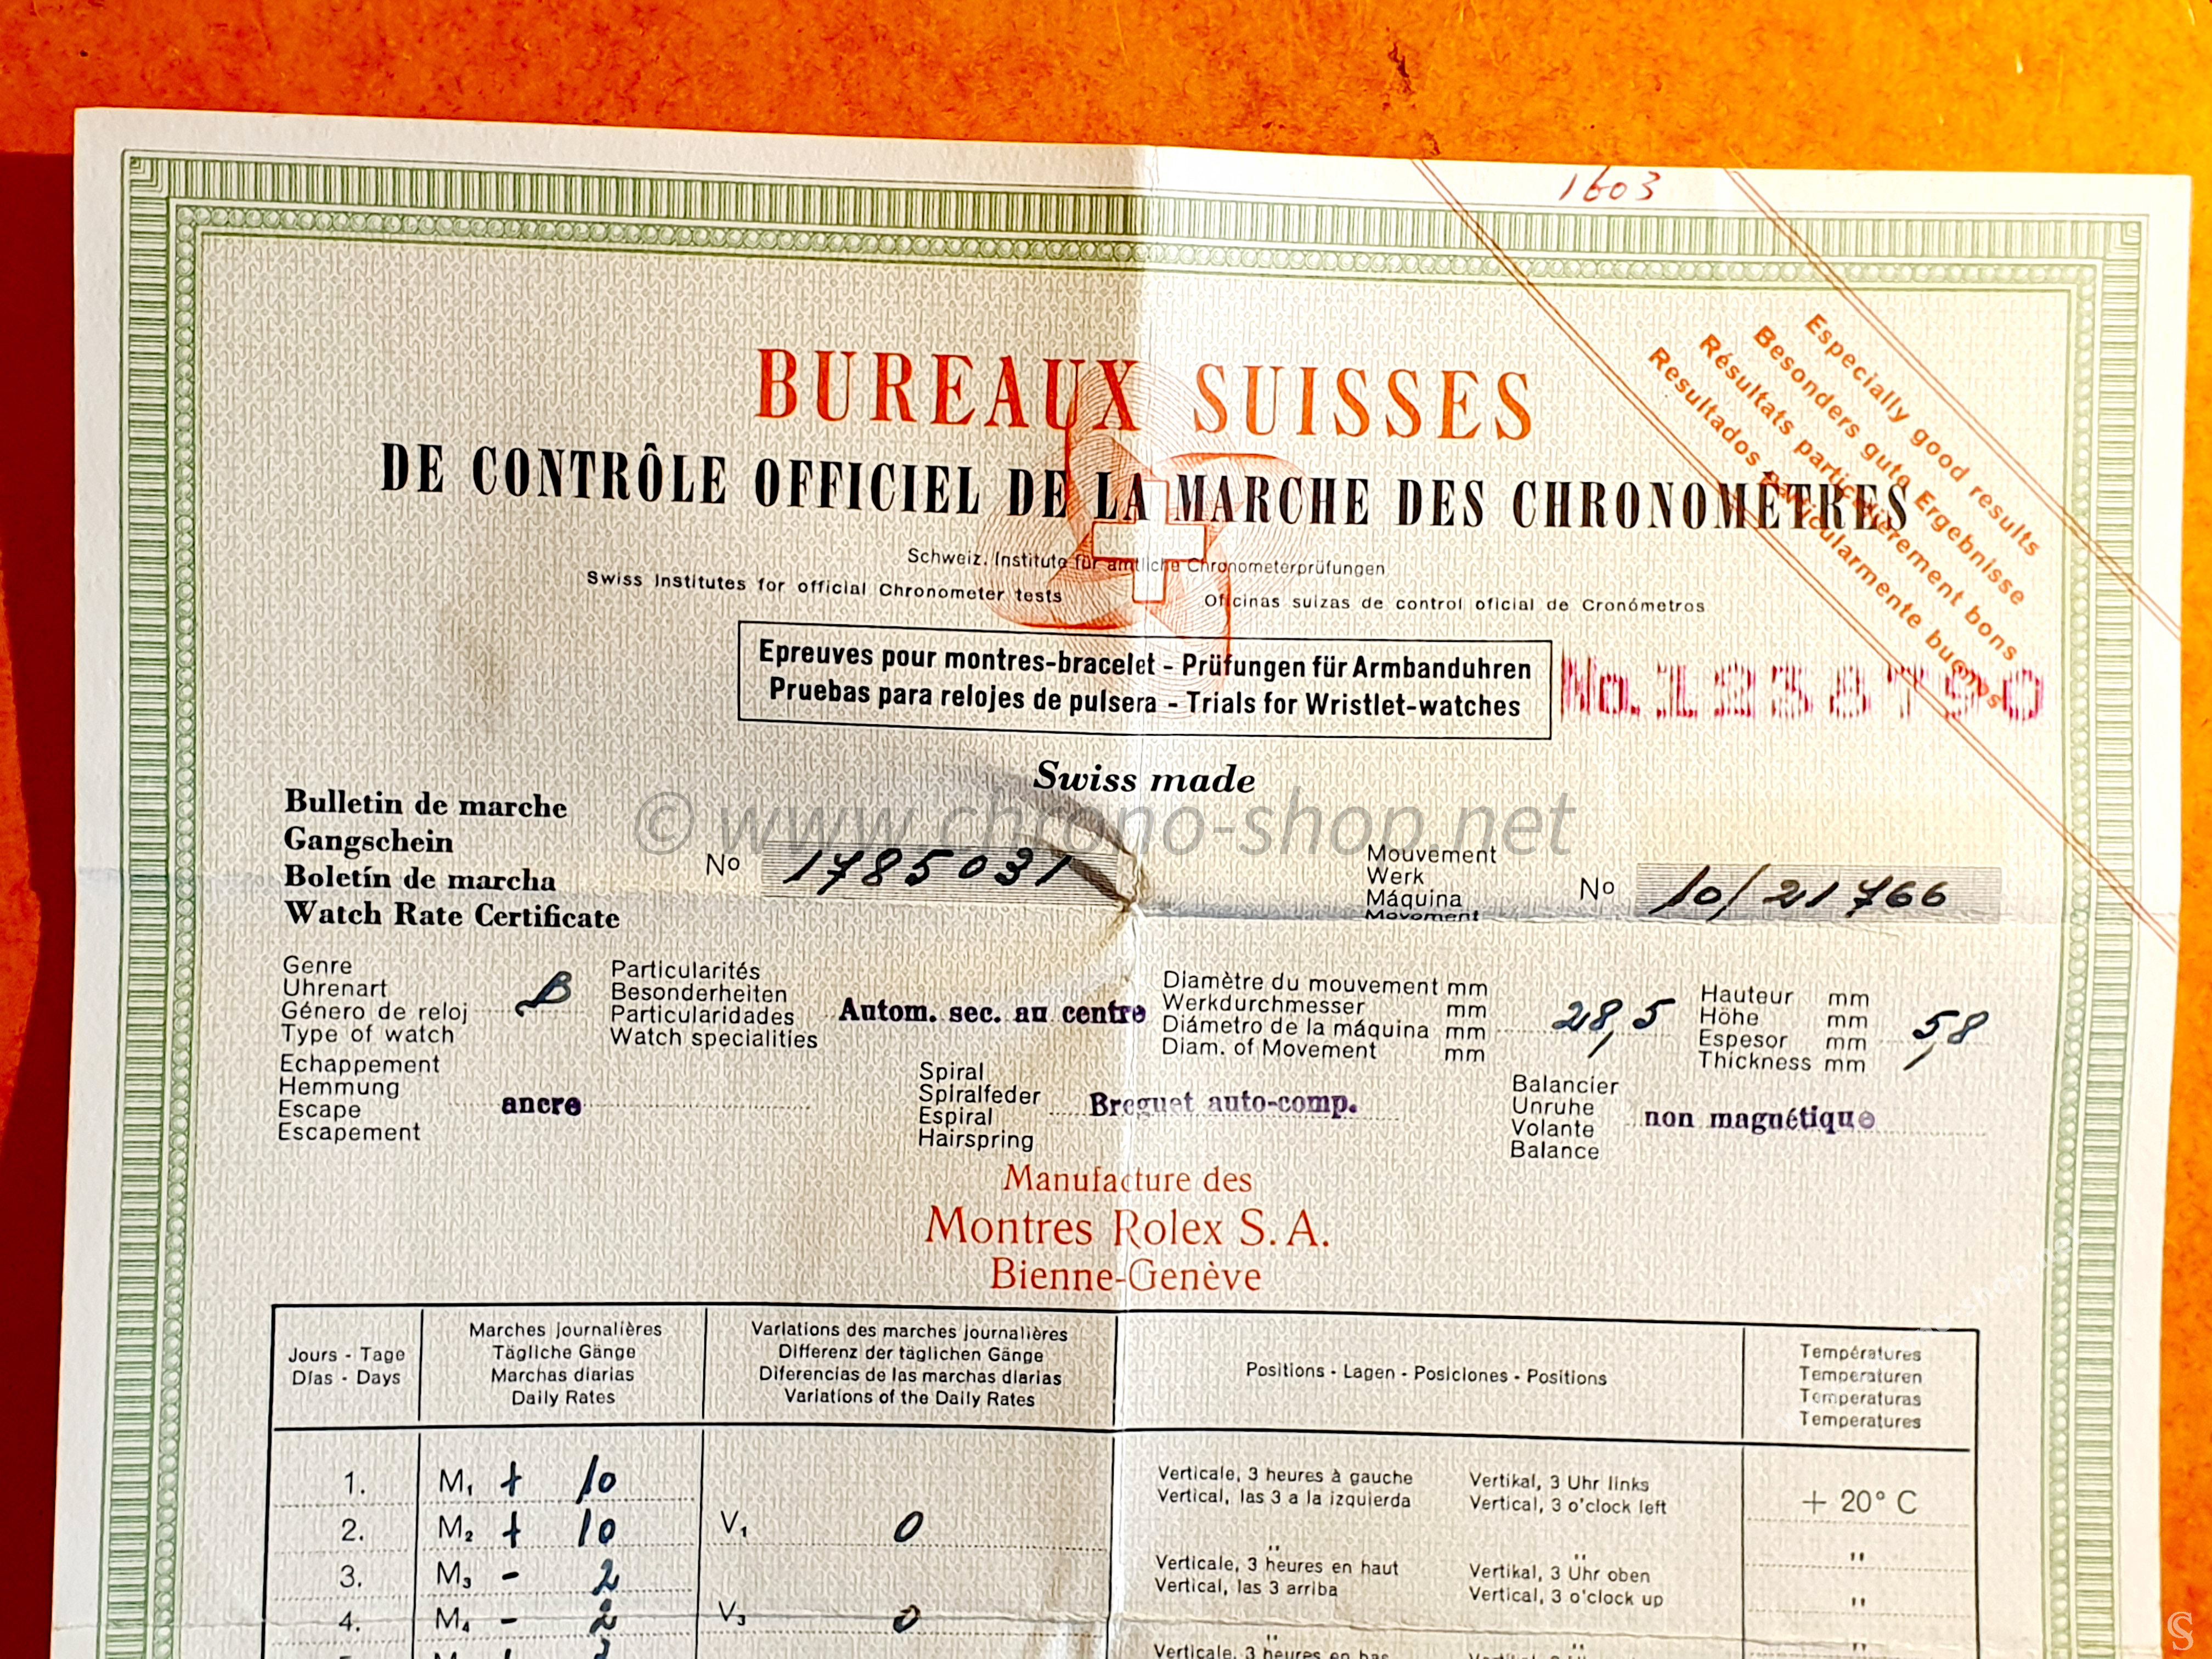 1603
Especially good results
Besonders gute Ergebnisse
Résultats particulièrement bons
Resultados particularmente buenos
BUREAUX SUISSES
DE CONTRÔLE OFFICIEL DE LA MARCHE DES CHRONOMÈTRES
Schweiz. Institute für amtliche Chronometerprüfungen
Swiss Institutes for official Chronometer tests
Oficinas suizas de control oficial de Cronómetros
Epreuves pour montres-bracelet - Prüfungen für Armbanduhren
Pruebas para relojes de pulsera - Trials for Wristlet-watches
No. 1238790
Swiss made
© www.chrono-shop.net
Bulletin de marche
Gangschein
Boletín de marcha
Watch Rate Certificate
No 1785031
Mouvement
Werk
Máquina
Movement
No 10/21766
Genre
Uhrenart
Género de reloj
Type of watch
B
Particularités
Besonderheiten
Particularidades
Watch specialities
Autom. sec. au centre
Diamètre du mouvement mm
Werkdurchmesser mm
Diámetro de la máquina mm
Diam. of Movement mm
28,5
Hauteur mm
Höhe mm
Espesor mm
Thickness mm
5,8
Echappement
Hemmung
Escape
Escapement
ancre
Spiral
Spiralfeder
Espiral
Hairspring
Breguet auto-comp.
Balancier
Unruhe
Volante
Balance
non magnétique
Manufacture des
Montres Rolex S.A.
Bienne-Genève
Jours - Tage
Días - Days
Marches journalières
Tägliche Gänge
Marchas diarias
Daily Rates
Variations des marches journalières
Differenz der täglichen Gänge
Diferencias de las marchas diarias
Variations of the Daily Rates
Positions - Lagen - Posiciones - Positions
Températures
Temperaturen
Temperaturas
Temperatures
1. M₁ + 10
Verticale, 3 heures à gauche Vertikal, 3 Uhr links
Vertical, las 3 a la izquierda Vertical, 3 o'clock left
+ 20° C
2. M₂ + 10 V₁ 0
" " "
3. M₃ - 2
Verticale, 3 heures en haut Vertikal, 3 Uhr oben
Vertical, las 3 arriba Vertical, 3 o'clock up
"
4. M₄ - 2 V₃ 0
" " "
Verticale, 3 heures en bas